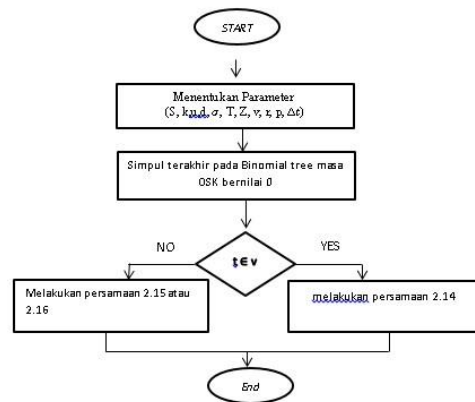 START
Menentukan Parameter
(S, k,u,d, σ, T, Z, v, r, p, Δt)
Simpul terakhir pada Binomial tree masa
OSK bernilai 0
NO
YES
t ∈ v
Melakukan persamaan 2.15 atau
2.16
melakukan persamaan 2.14
End